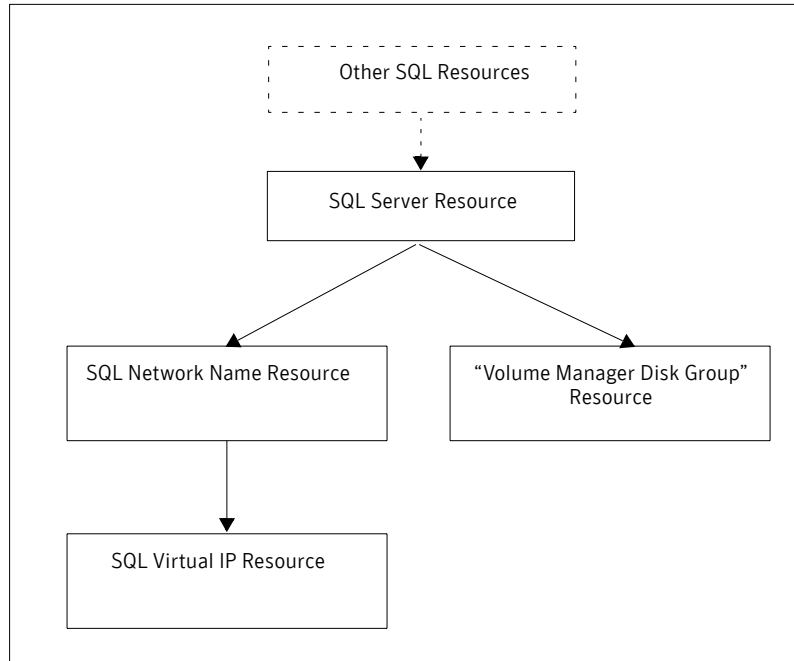 Other SQL Resources
SQL Server Resource
SQL Network Name Resource
“Volume Manager Disk Group”
Resource
SQL Virtual IP Resource